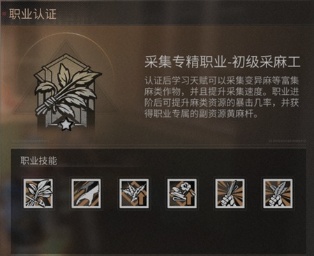 职业认证
采集专精职业-初级采麻工
认证后学习天赋可以采集变异麻等富集
麻类作物，并且提升采集速度。职业进
阶后可提升麻类资源的暴击几率，并获
得职业专属的副资源黄麻杆。
职业技能